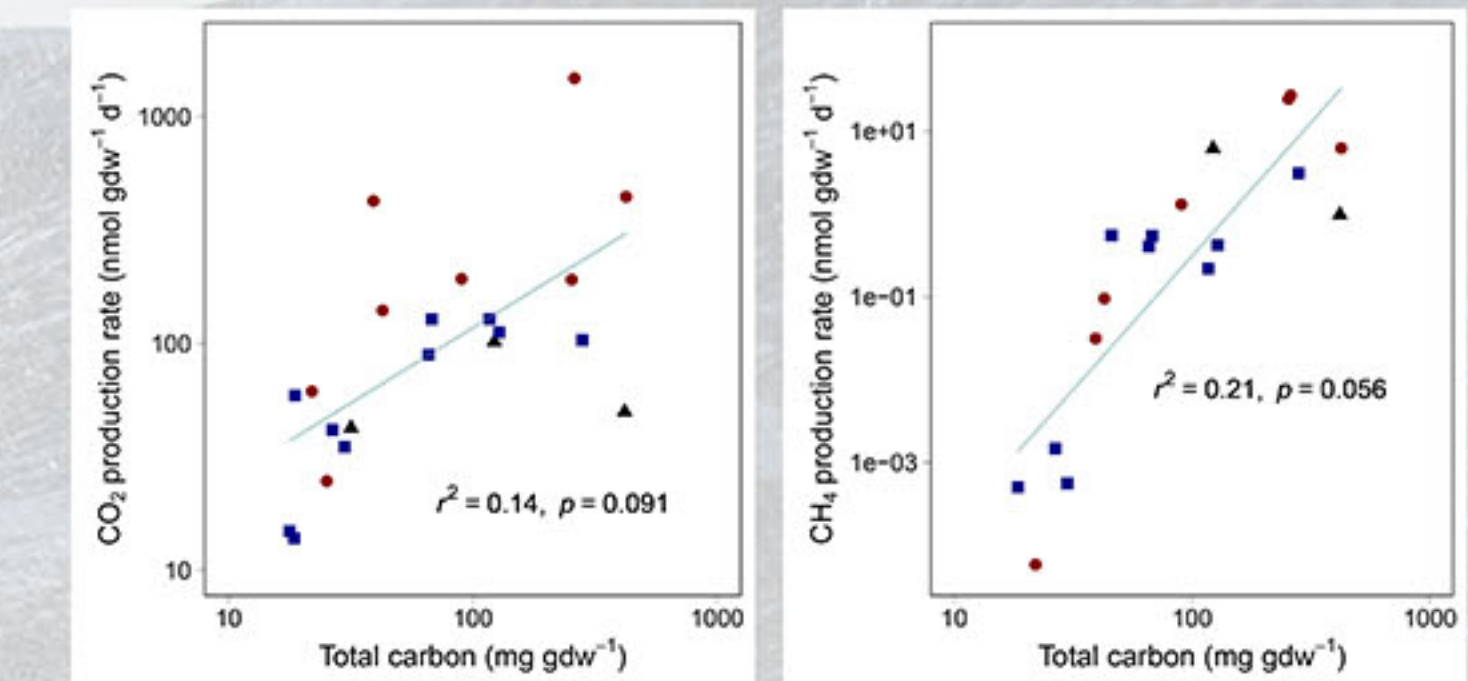 CO₂ production rate (nmol gdw⁻¹ d⁻¹)
1000
100
10
r² = 0.14, p = 0.091
10 100 1000
Total carbon (mg gdw⁻¹)
CH₄ production rate (nmol gdw⁻¹ d⁻¹)
1e+01
1e−01
1e−03
r² = 0.21, p = 0.056
10 100 1000
Total carbon (mg gdw⁻¹)